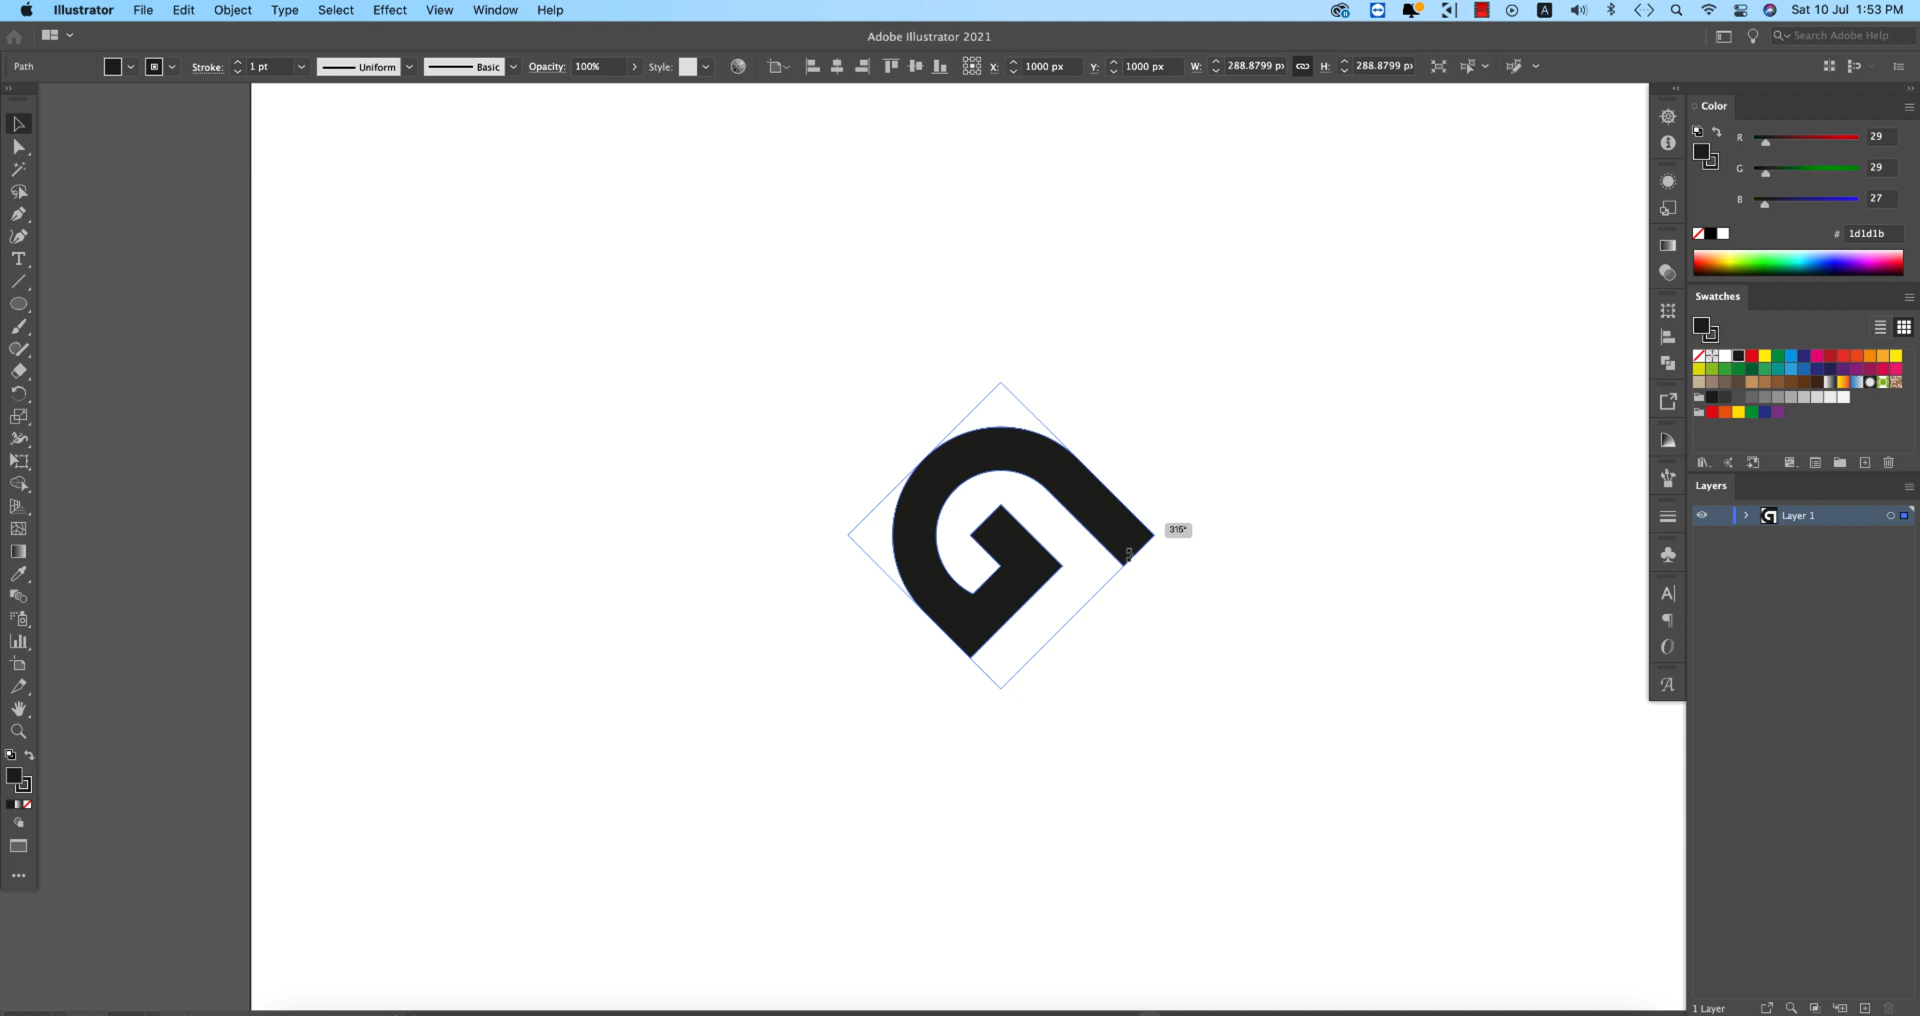 Illustrator File Edit Object Type Select Effect View Window Help A Sat 10 Jul 1:53 PM
Adobe Illustrator 2021 Search Adobe Help
Path Stroke: 1 pt Uniform Basic Opacity: 100% Style: X: 1000 px Y: 1000 px W: 288.8799 p H: 288.8799 p
Color
R 29
G 29
B 27
# 1d1d1b
Swatches
Layers
Layer 1
315°
1 Layer